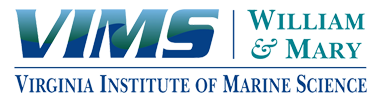 VIMS
WILLIAM
& MARY
VIRGINIA INSTITUTE OF MARINE SCIENCE